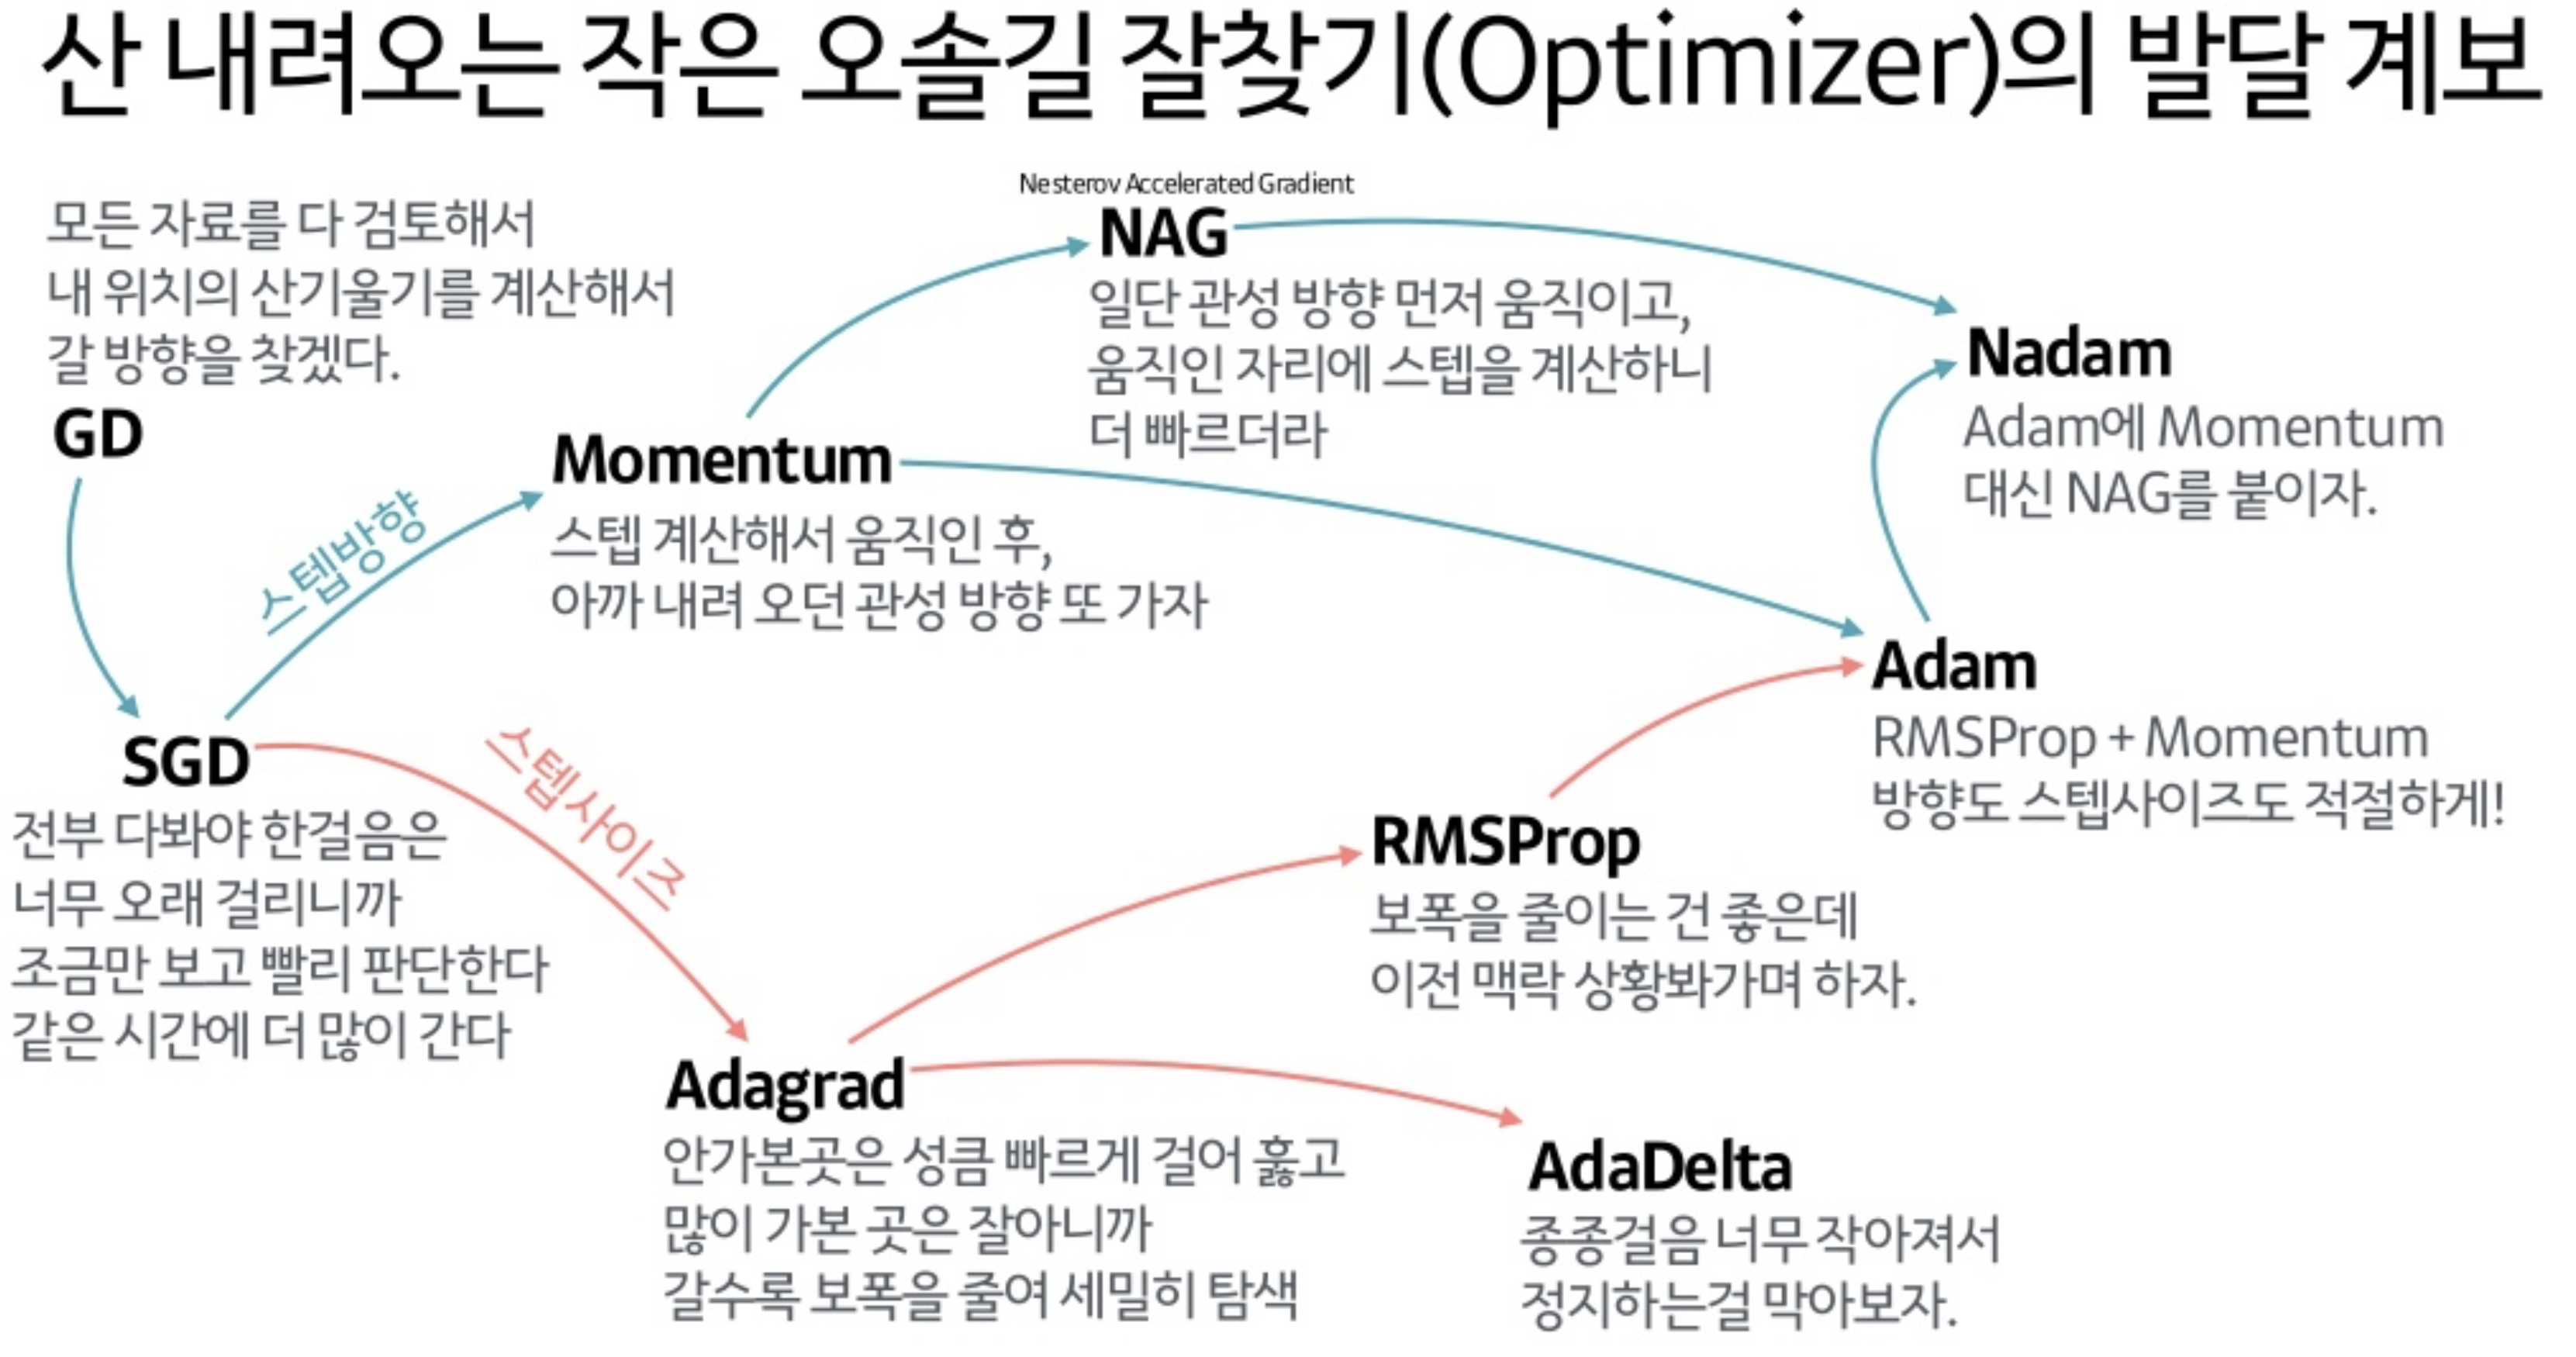 산 내려오는 작은 오솔길 잘찾기(Optimizer)의 발달 계보
모든 자료를 다 검토해서
내 위치의 산기울기를 계산해서
갈 방향을 찾겠다.
GD
스텝방향
SGD
전부 다봐야 한걸음은
너무 오래 걸리니까
조금만 보고 빨리 판단한다
같은 시간에 더 많이 간다
스텝사이즈
Momentum
스텝 계산해서 움직인 후,
아까 내려 오던 관성 방향 또 가자
Nesterov Accelerated Gradient
NAG
일단 관성 방향 먼저 움직이고,
움직인 자리에 스텝을 계산하니
더 빠르더라
Nadam
Adam에 Momentum
대신 NAG를 붙이자.
Adam
RMSProp + Momentum
방향도 스텝사이즈도 적절하게!
RMSProp
보폭을 줄이는 건 좋은데
이전 맥락 상황봐가며 하자.
Adagrad
안가본곳은 성큼 빠르게 걸어 훓고
많이 가본 곳은 잘아니까
갈수록 보폭을 줄여 세밀히 탐색
AdaDelta
종종걸음 너무 작아져서
정지하는걸 막아보자.